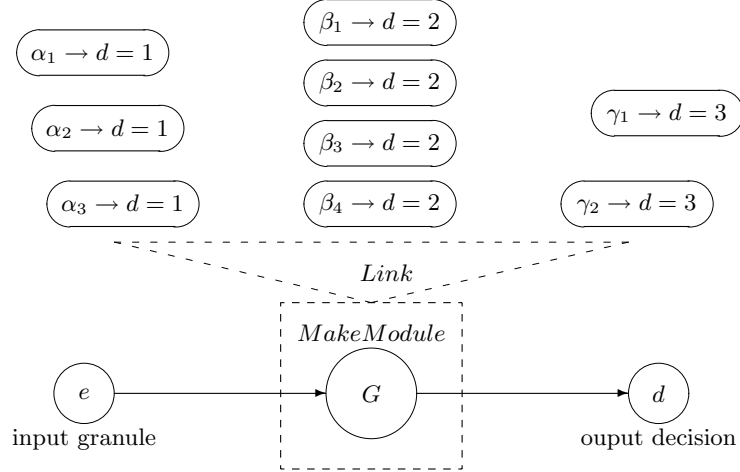 α₁ → d = 1
β₁ → d = 2
β₂ → d = 2
γ₁ → d = 3
α₂ → d = 1
β₃ → d = 2
α₃ → d = 1
β₄ → d = 2
γ₂ → d = 3
Link
MakeModule
e
G
d
input granule
ouput decision